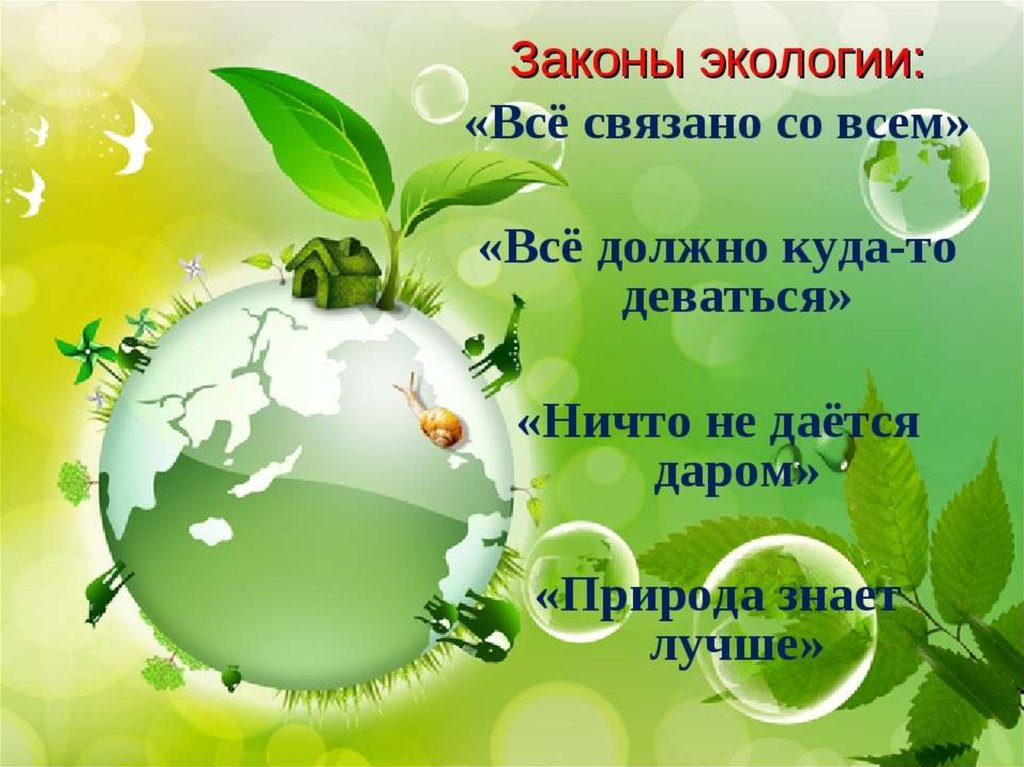 Законы экологии:
«Всё связано со всем»
«Всё должно куда-то
деваться»
«Ничто не даётся
даром»
«Природа знает
лучше»